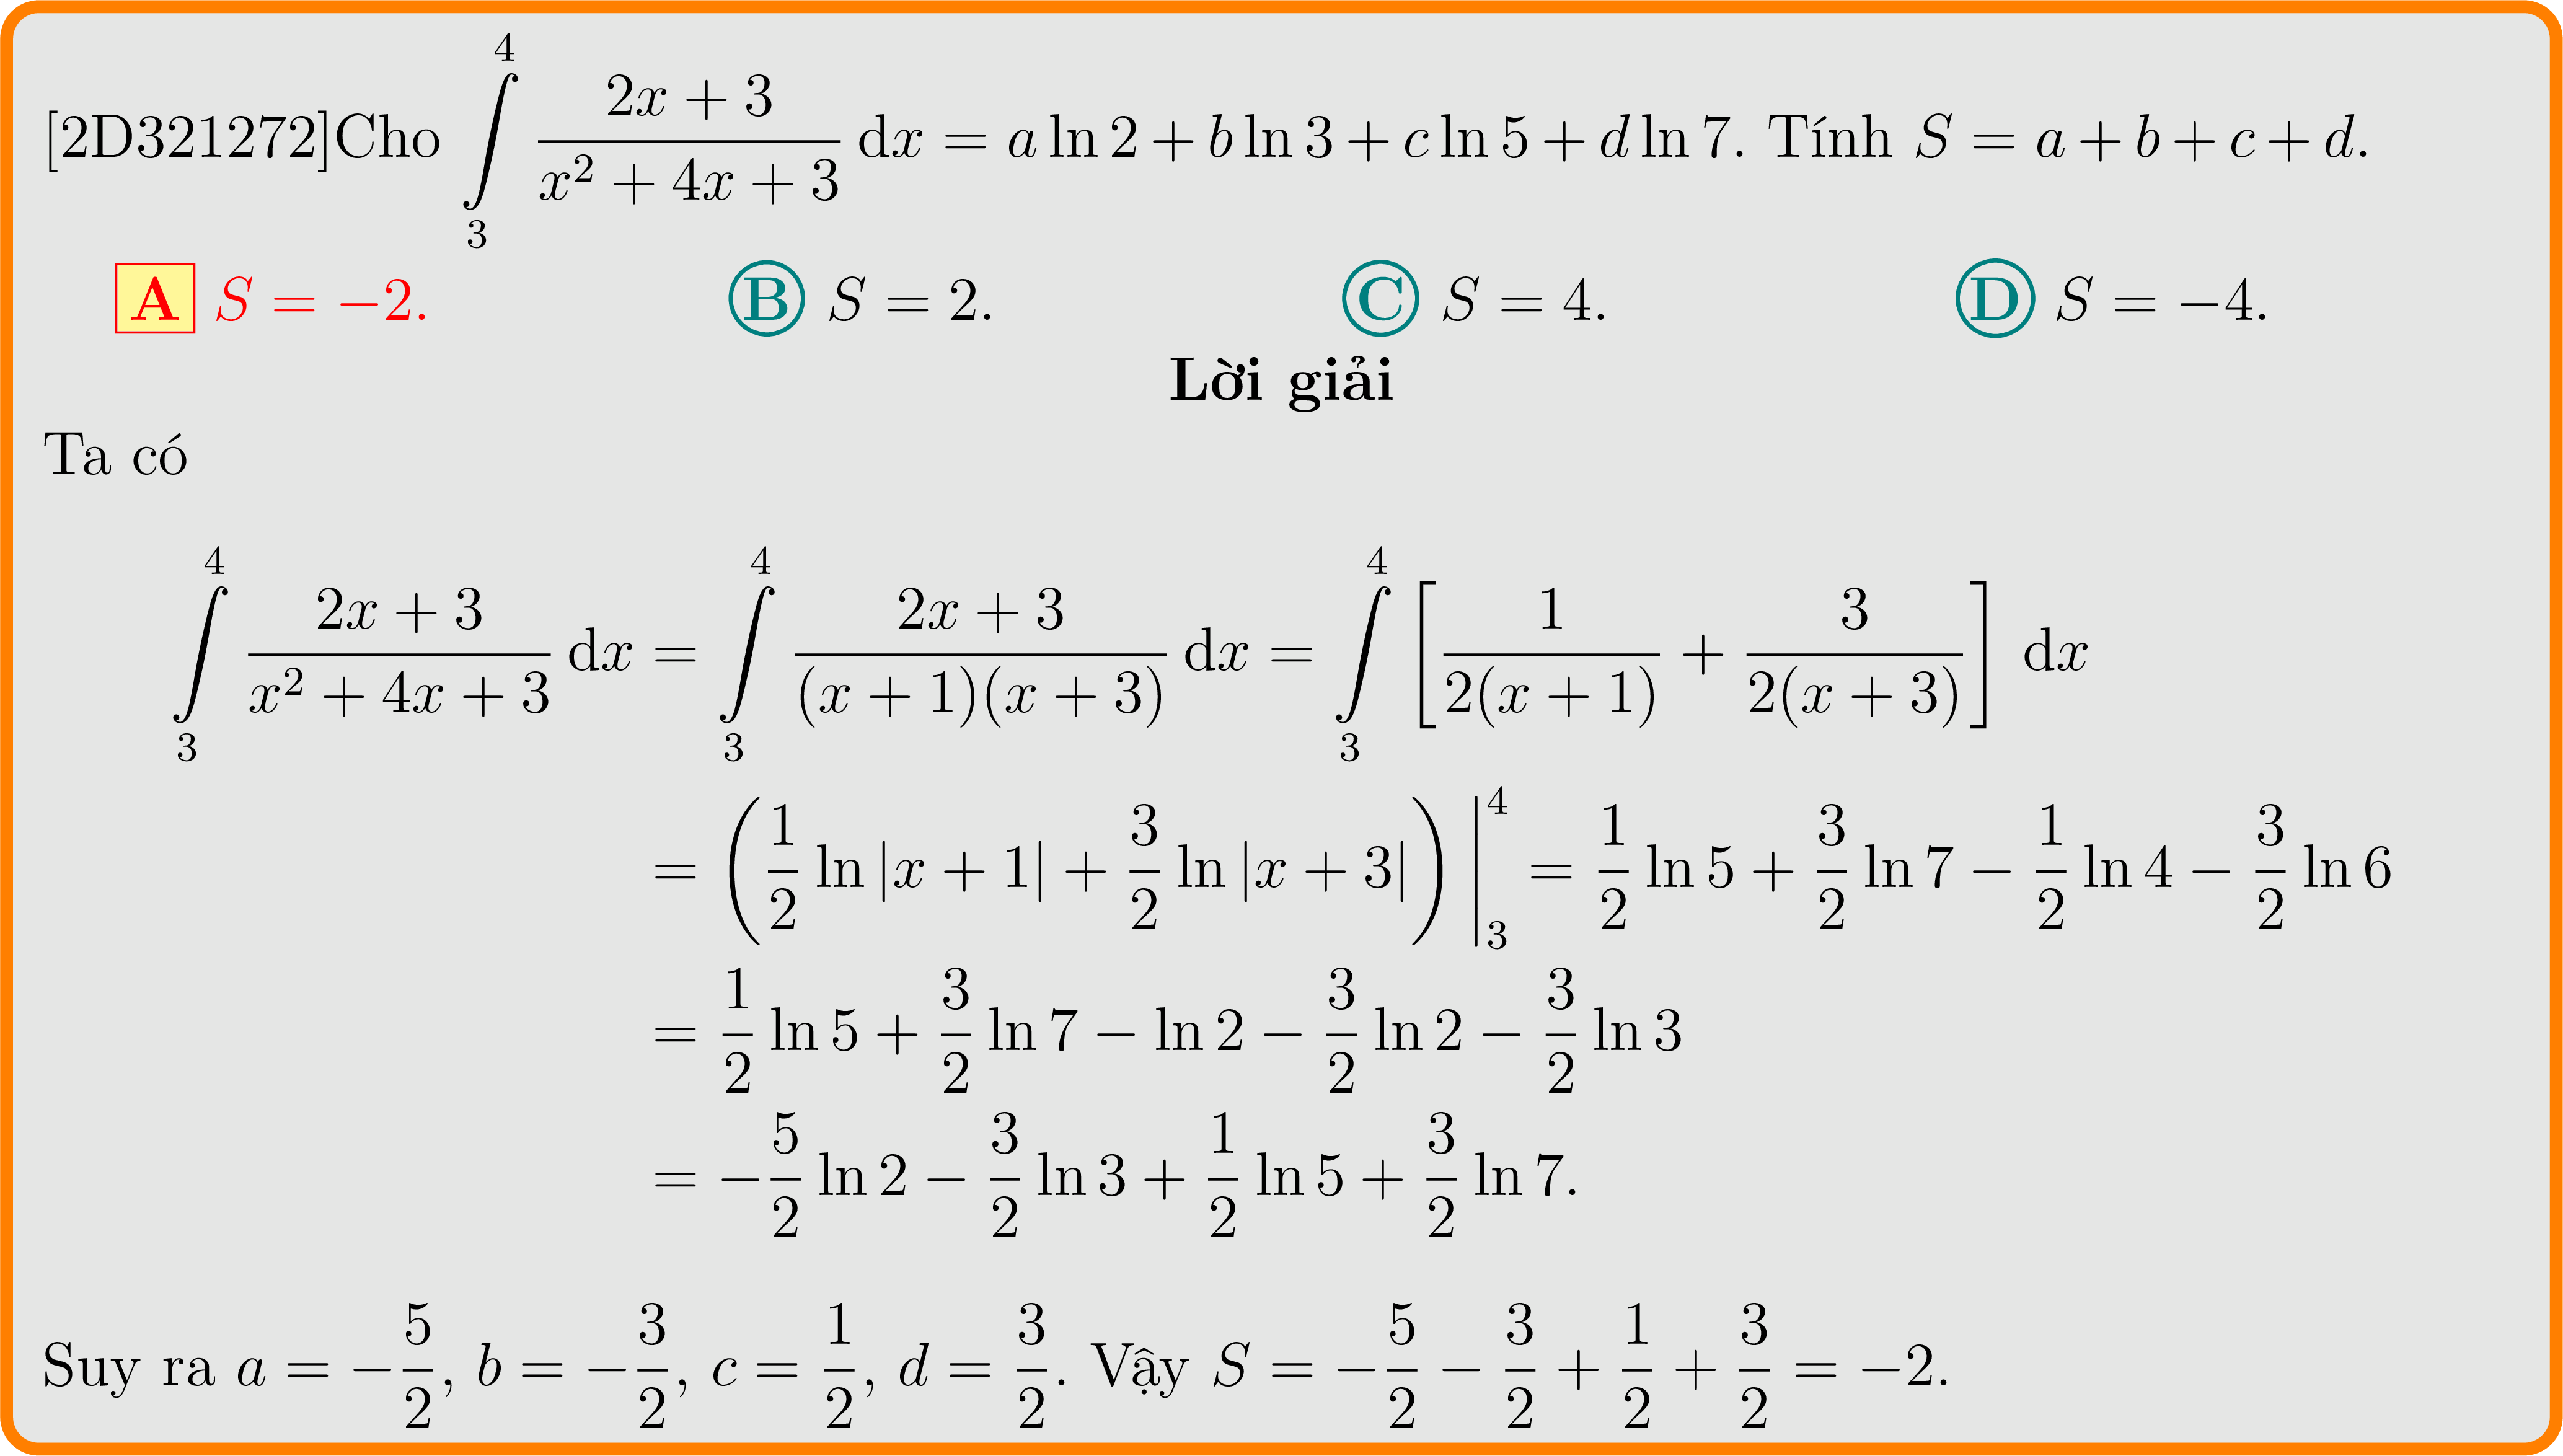 [2D321272]Cho $\int\limits_3^4 \frac{2x+3}{x^2+4x+3}\,\mathrm{d}x = a\ln 2 + b\ln 3 + c\ln 5 + d\ln 7$. Tính $S = a+b+c+d$.
A $S = -2$. B $S = 2$. C $S = 4$. D $S = -4$.
Lời giải
Ta có
$\int\limits_3^4 \frac{2x+3}{x^2+4x+3}\,\mathrm{d}x = \int\limits_3^4 \frac{2x+3}{(x+1)(x+3)}\,\mathrm{d}x = \int\limits_3^4 \left[\frac{1}{2(x+1)} + \frac{3}{2(x+3)}\right]\,\mathrm{d}x$
$= \left(\frac{1}{2}\ln|x+1| + \frac{3}{2}\ln|x+3|\right)\Big|_3^4 = \frac{1}{2}\ln 5 + \frac{3}{2}\ln 7 - \frac{1}{2}\ln 4 - \frac{3}{2}\ln 6$
$= \frac{1}{2}\ln 5 + \frac{3}{2}\ln 7 - \ln 2 - \frac{3}{2}\ln 2 - \frac{3}{2}\ln 3$
$= -\frac{5}{2}\ln 2 - \frac{3}{2}\ln 3 + \frac{1}{2}\ln 5 + \frac{3}{2}\ln 7.$
Suy ra $a = -\frac{5}{2}$, $b = -\frac{3}{2}$, $c = \frac{1}{2}$, $d = \frac{3}{2}$. Vậy $S = -\frac{5}{2} - \frac{3}{2} + \frac{1}{2} + \frac{3}{2} = -2$.